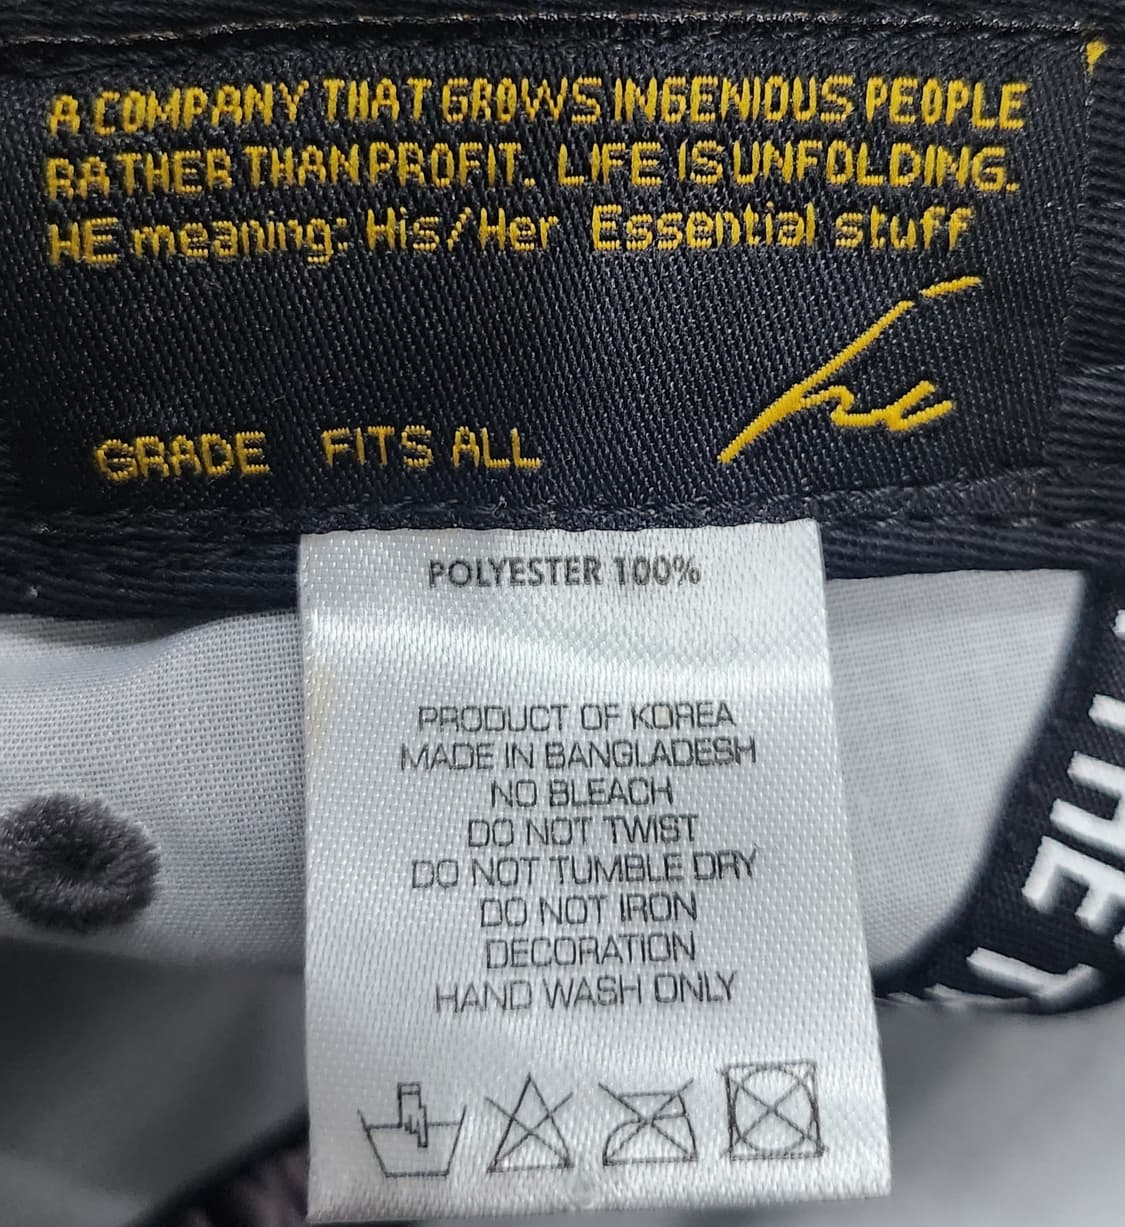 A COMPANY THAT GROWS INGENIOUS PEOPLE
RATHER THAN PROFIT. LIFE IS UNFOLDING.
HE meaning: His/Her Essential stuff
GRADE FITS ALL
POLYESTER 100%
PRODUCT OF KOREA
MADE IN BANGLADESH
NO BLEACH
DO NOT TWIST
DO NOT TUMBLE DRY
DO NOT IRON
DECORATION
HAND WASH ONLY
THE